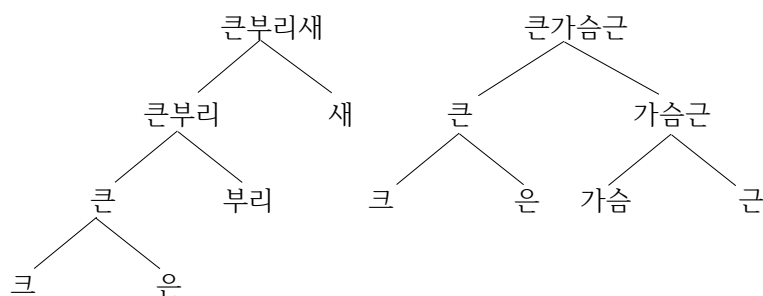 큰부리새 큰가슴근
큰부리 새 큰 가슴근
큰 부리 크 은 가슴 근
크 은